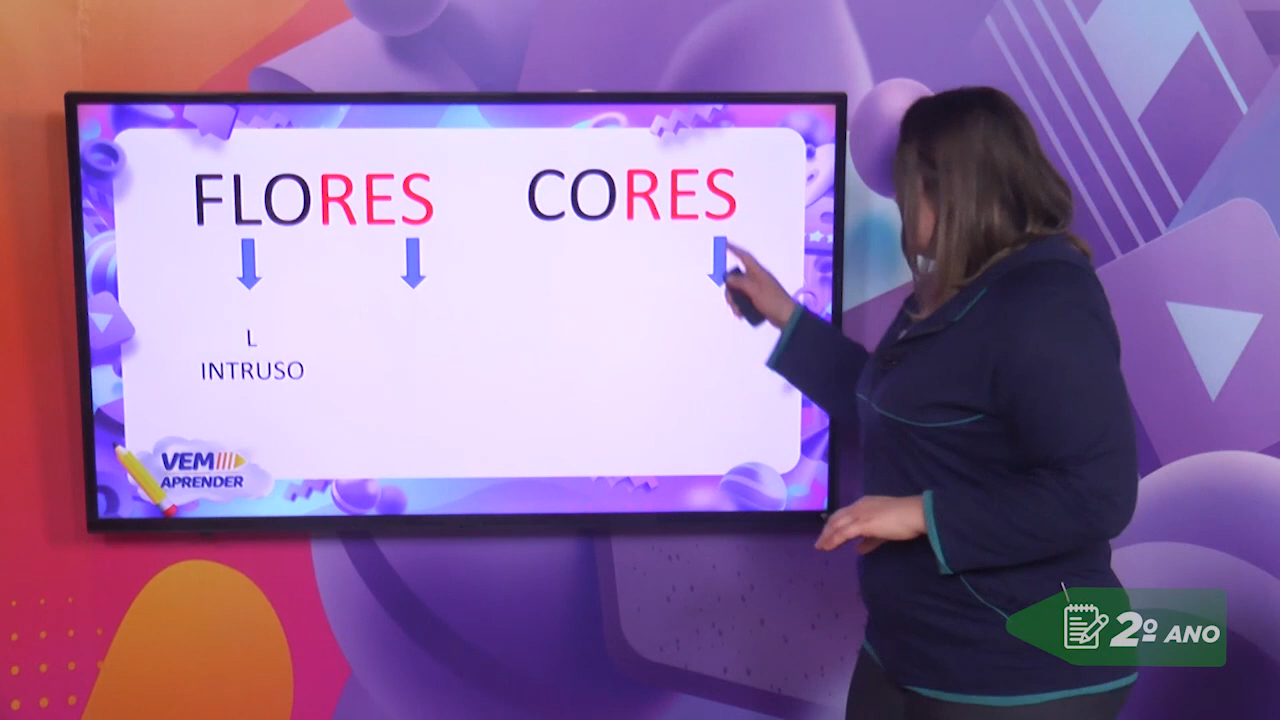 FLORES CORES
L
INTRUSO
VEM
APRENDER
2º ANO